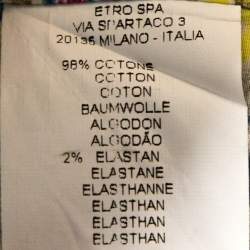 ETRO SPA
VIA SPARTACO 3
20135 MILANO - ITALIA
98% COTONE
COTTON
COTON
BAUMWOLLE
ALGODON
ALGODÃO
2% ELASTAN
ELASTANE
ELASTHANNE
ELASTHAN
ELASTHAN
ELASTHAN